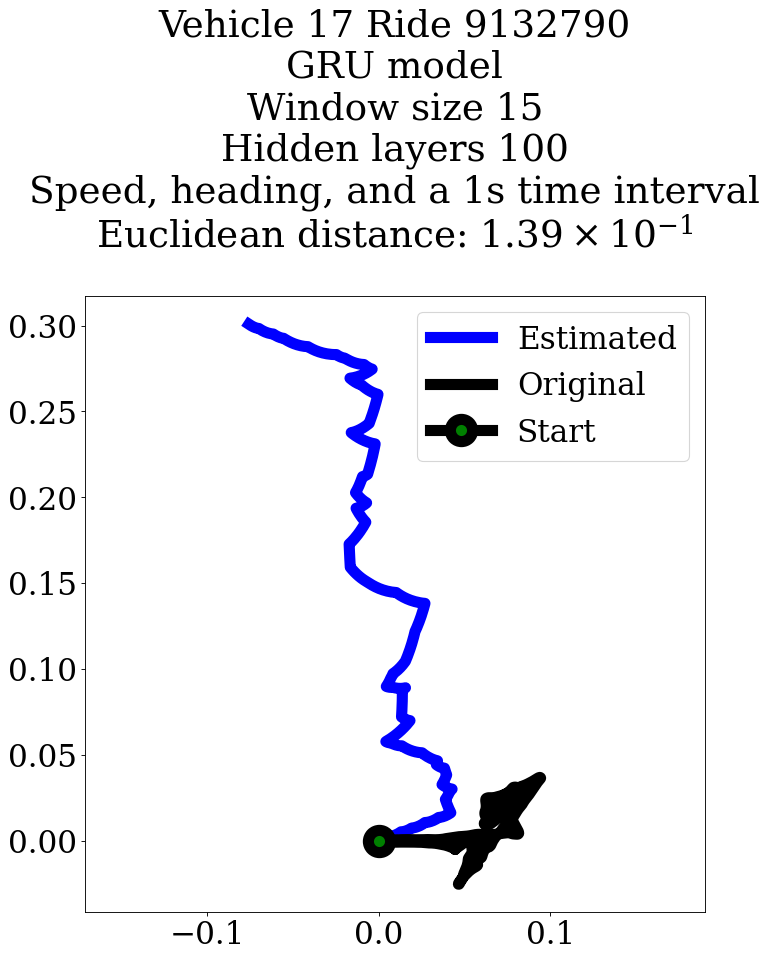 Vehicle 17 Ride 9132790
GRU model
Window size 15
Hidden layers 100
Speed, heading, and a 1s time interval
Euclidean distance: 1.39 × 10⁻¹
Estimated
Original
Start
0.30
0.25
0.20
0.15
0.10
0.05
0.00
−0.1 0.0 0.1